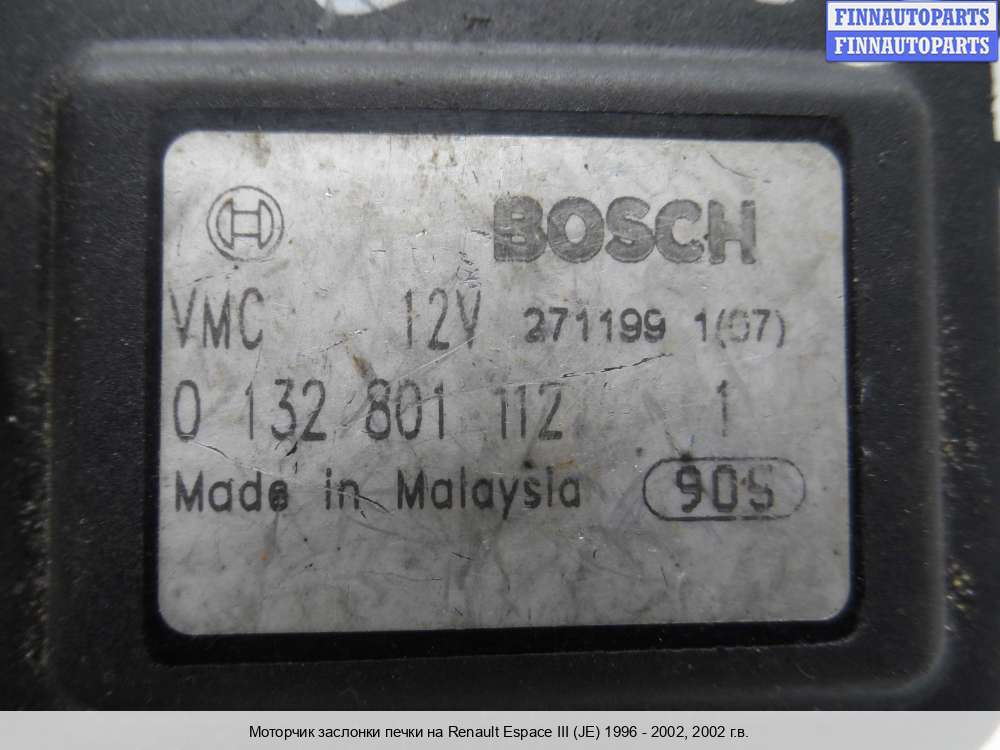 FINNAUTOPARTS
FINNAUTOPARTS
BOSCH
VMC 12V 271199 1(07)
0 132 801 112 1
Made in Malaysia 905
Моторчик заслонки печки на Renault Espace III (JE) 1996 - 2002, 2002 г.в.